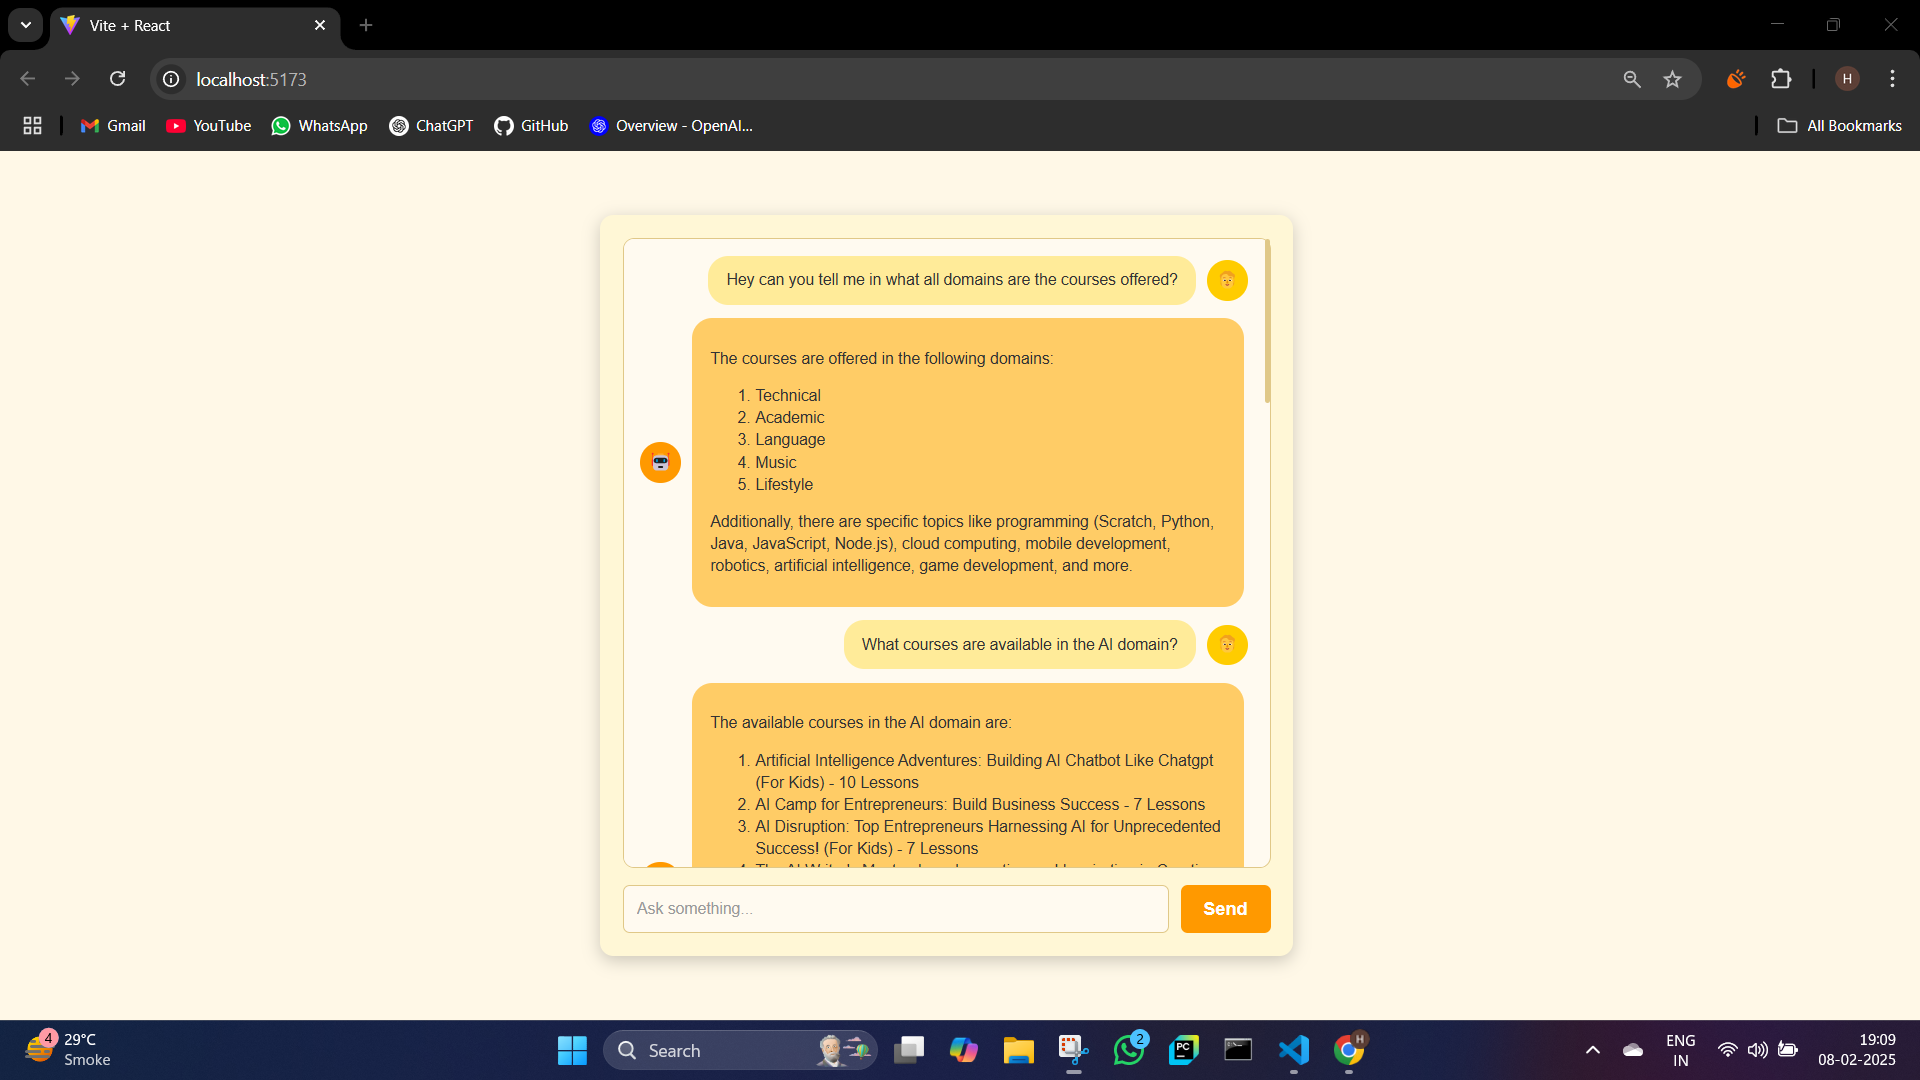 Vite + React
localhost:5173
H
Gmail YouTube WhatsApp ChatGPT GitHub Overview - OpenAI... All Bookmarks
Hey can you tell me in what all domains are the courses offered?
The courses are offered in the following domains:
1. Technical
2. Academic
3. Language
4. Music
5. Lifestyle
Additionally, there are specific topics like programming (Scratch, Python,
Java, JavaScript, Node.js), cloud computing, mobile development,
robotics, artificial intelligence, game development, and more.
What courses are available in the AI domain?
The available courses in the AI domain are:
1. Artificial Intelligence Adventures: Building AI Chatbot Like Chatgpt
(For Kids) - 10 Lessons
2. AI Camp for Entrepreneurs: Build Business Success - 7 Lessons
3. AI Disruption: Top Entrepreneurs Harnessing AI for Unprecedented
Success! (For Kids) - 7 Lessons
Ask something...
Send
4
29°C
Smoke
Search
2
PC
H
ENG
IN
19:09
08-02-2025